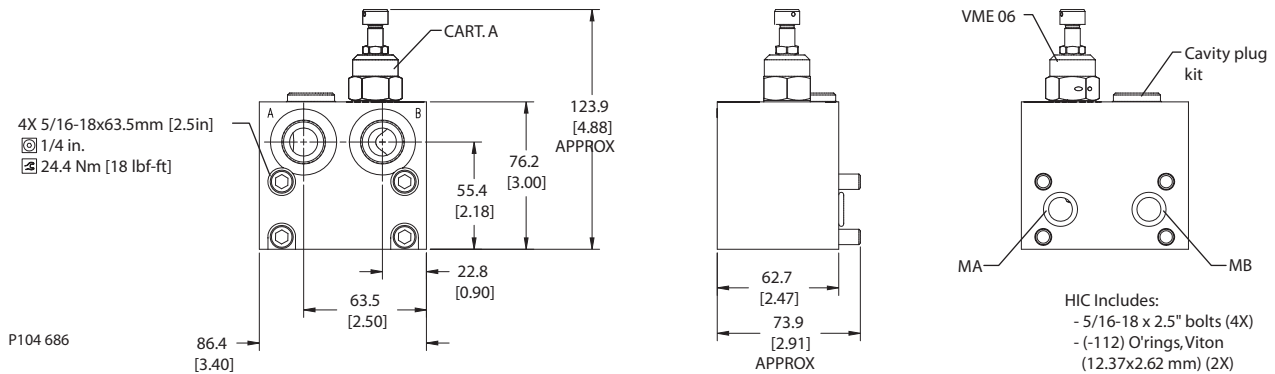 CART. A
A
B
4X 5/16-18x63.5mm [2.5in]
1/4 in.
24.4 Nm [18 lbf-ft]
123.9
[4.88]
APPROX
76.2
[3.00]
55.4
[2.18]
22.8
[0.90]
63.5
[2.50]
86.4
[3.40]
P104 686
62.7
[2.47]
73.9
[2.91]
APPROX
VME 06
Cavity plug
kit
MA
MB
HIC Includes:
- 5/16-18 x 2.5" bolts (4X)
- (-112) O'rings,Viton
(12.37x2.62 mm) (2X)